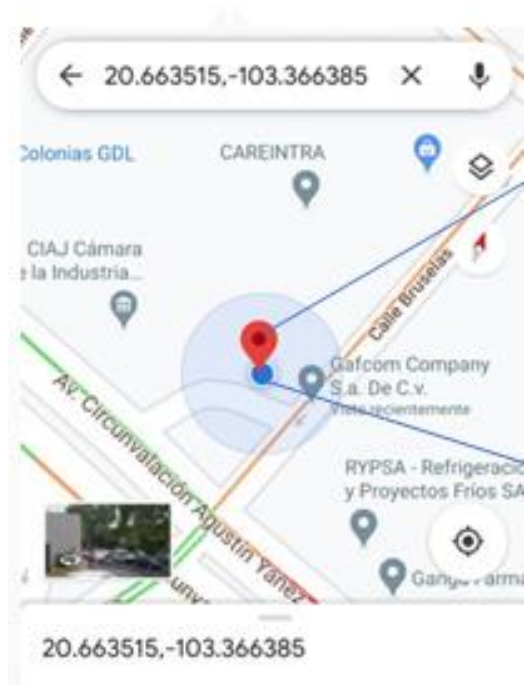 20.663515,-103.366385
Colonias GDL
CAREINTRA
CIAJ Cámara
la Industria...
Calle Bruselas
Gafcom Company
S.a. De C.v.
Visto recientemente
Av. Circunvalación Agustín Yáñez
RYPSA - Refrigeració
y Proyectos Fríos SA
20.663515,-103.366385